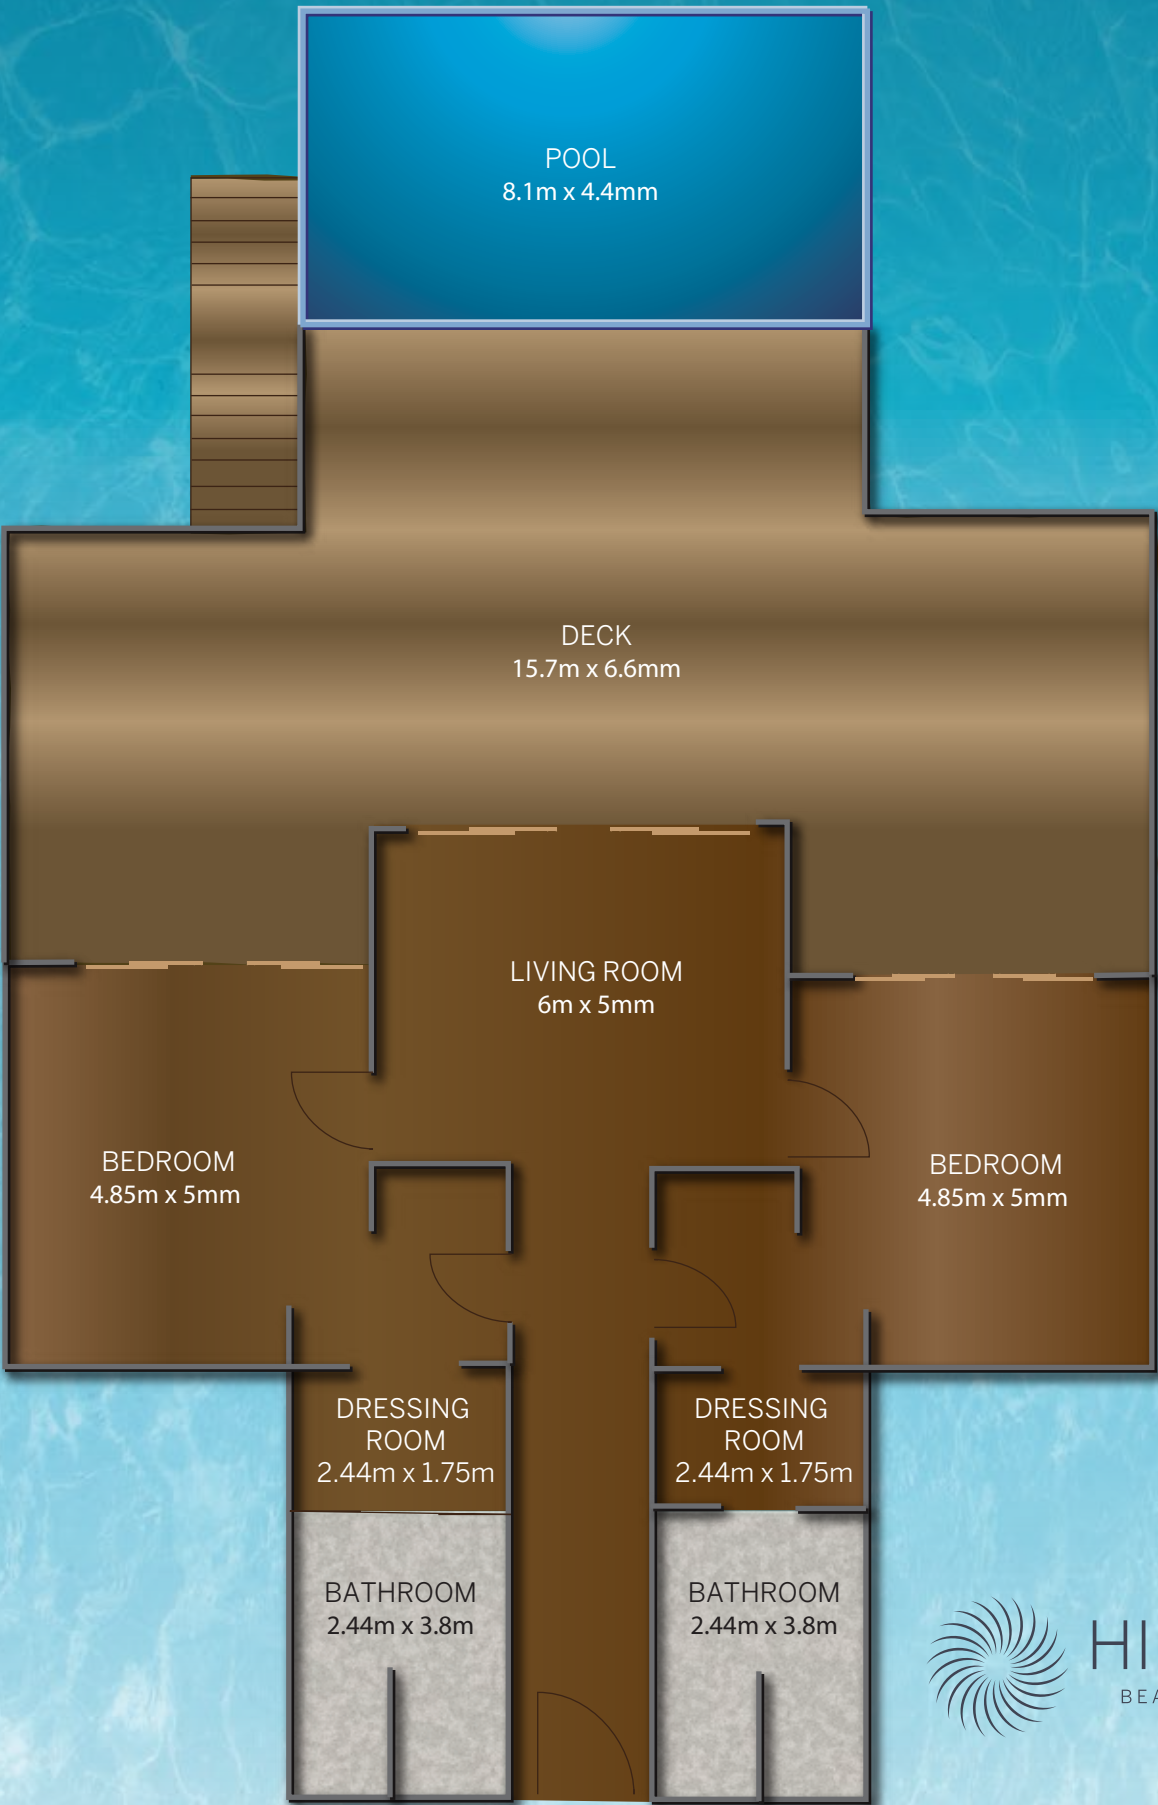 POOL
8.1m x 4.4mm
DECK
15.7m x 6.6mm
LIVING ROOM
6m x 5mm
BEDROOM
4.85m x 5mm
BEDROOM
4.85m x 5mm
DRESSING
ROOM
2.44m x 1.75m
DRESSING
ROOM
2.44m x 1.75m
BATHROOM
2.44m x 3.8m
BATHROOM
2.44m x 3.8m
HI
BEA